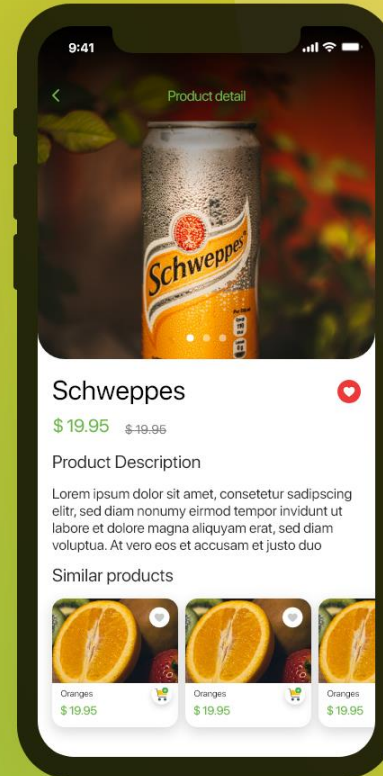 9:41
Product detail
Schweppes
Schweppes
$ 19.95 $ 19.95
Product Description
Lorem ipsum dolor sit amet, consetetur sadipscing
elitr, sed diam nonumy eirmod tempor invidunt ut
labore et dolore magna aliquyam erat, sed diam
voluptua. At vero eos et accusam et justo duo
Similar products
Oranges Oranges Oranges
$ 19.95 $ 19.95 $ 19.95